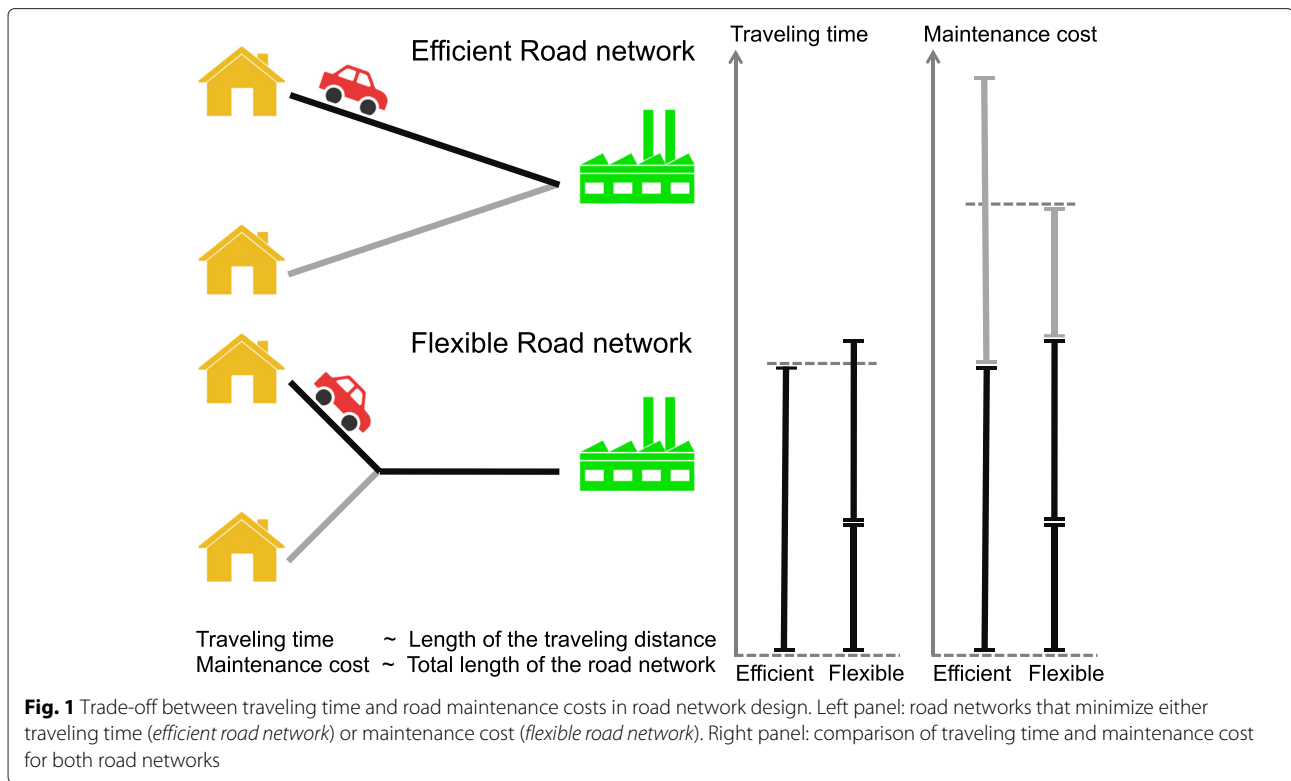 Efficient Road network
Flexible Road network
Traveling time ~ Length of the traveling distance
Maintenance cost ~ Total length of the road network
Traveling time
Maintenance cost
Efficient Flexible
Efficient Flexible
Fig. 1 Trade-off between traveling time and road maintenance costs in road network design. Left panel: road networks that minimize either
traveling time (efficient road network) or maintenance cost (flexible road network). Right panel: comparison of traveling time and maintenance cost
for both road networks